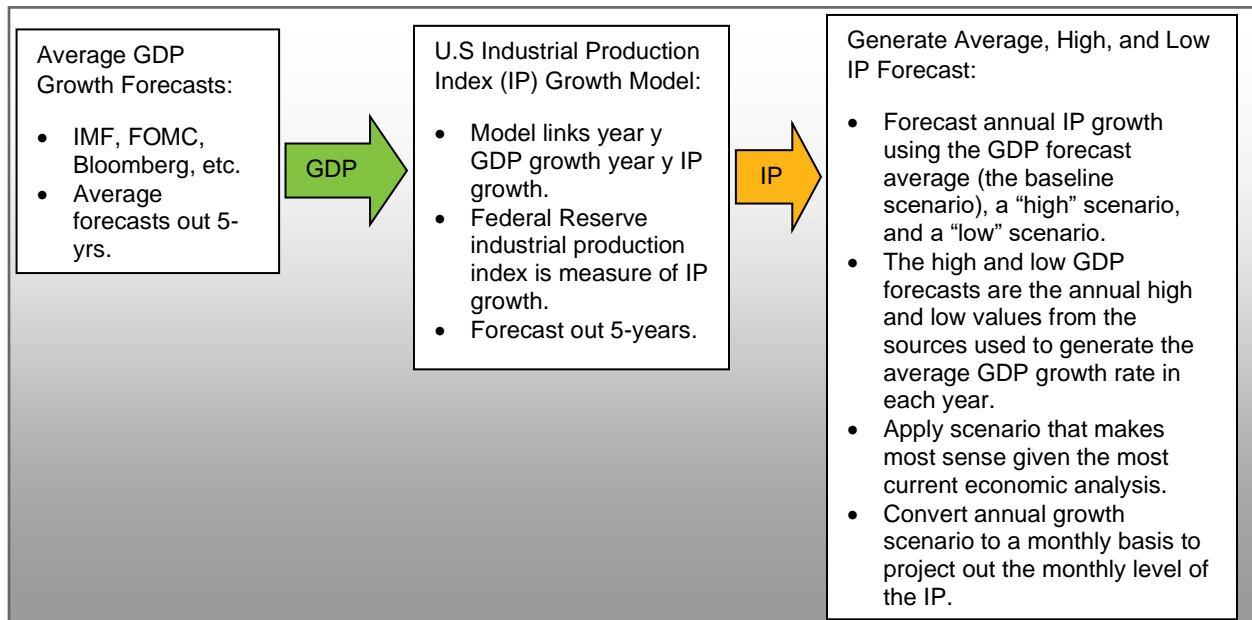 Average GDP
Growth Forecasts:
• IMF, FOMC,
Bloomberg, etc.
• Average
forecasts out 5-
yrs.
GDP
U.S Industrial Production
Index (IP) Growth Model:
• Model links year y
GDP growth year y IP
growth.
• Federal Reserve
industrial production
index is measure of IP
growth.
• Forecast out 5-years.
IP
Generate Average, High, and Low
IP Forecast:
• Forecast annual IP growth
using the GDP forecast
average (the baseline
scenario), a “high” scenario,
and a “low” scenario.
• The high and low GDP
forecasts are the annual high
and low values from the
sources used to generate the
average GDP growth rate in
each year.
• Apply scenario that makes
most sense given the most
current economic analysis.
• Convert annual growth
scenario to a monthly basis to
project out the monthly level of
the IP.